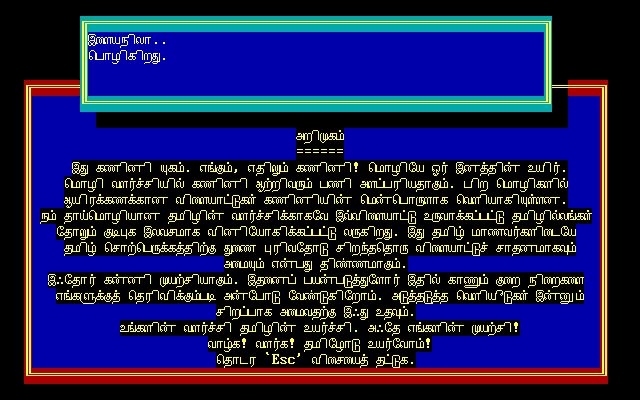 இணையநிலா..
பொழிகிறது.
அறிமுகம்
======
இது கணினி யுகம். எங்கும், எதிலும் கணினி! மொழியே ஓர் இனத்தின் உயிர்.
மொழி வளர்ச்சியில் கணினி ஆற்றிவரும் பணி அளப்பரியதாகும். பிற மொழிகளில்
ஆயிரக்கணக்கான விளையாட்டுகள் கணினியின் மென்பொருளாக வெளியாகியுள்ளன.
நம் தாய்மொழியான தமிழின் வளர்ச்சிக்காகவே இவ்விளையாட்டு உருவாக்கப்பட்டு தமிழில்லங்கள்
தோறும் குடிபுக இலவசமாக வினியோகிக்கப்பட்டு வருகிறது. இது தமிழ் மாணவர்களிடையே
தமிழ் சொற்பெருக்கத்திற்கு துணை புரிவதோடு சிறந்ததொரு விளையாட்டுச் சாதனமாகவும்
அமையும் என்பது திண்ணமாகும்.
இஃதோர் கன்னி முயற்சியாகும். இதனைப் பயன்படுத்துவோர் இதில் காணும் குறை நிறைகளை
எங்களுக்குத் தெரிவிக்கும்படி அன்போடு வேண்டுகிறோம். அடுத்தடுத்த வெளியீடுகள் இன்னும்
சிறப்பாக அமைவதற்கு இஃது உதவும்.
உங்களின் வளர்ச்சி தமிழின் உயர்ச்சி. அஃதே எங்களின் முயற்சி!
வாழ்க! வளர்க! தமிழோடு உயர்வோம்!
தொடர `Esc' விசையைத் தட்டுக.